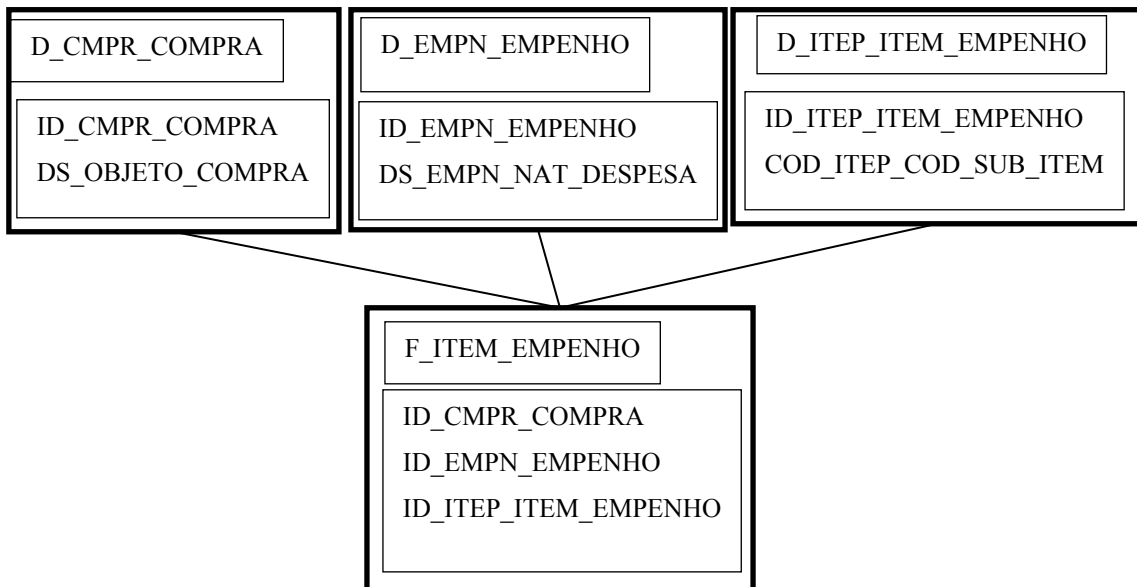 D_CMPR_COMPRA
ID_CMPR_COMPRA
DS_OBJETO_COMPRA
D_EMPN_EMPENHO
ID_EMPN_EMPENHO
DS_EMPN_NAT_DESPESA
D_ITEP_ITEM_EMPENHO
ID_ITEP_ITEM_EMPENHO
COD_ITEP_COD_SUB_ITEM
F_ITEM_EMPENHO
ID_CMPR_COMPRA
ID_EMPN_EMPENHO
ID_ITEP_ITEM_EMPENHO